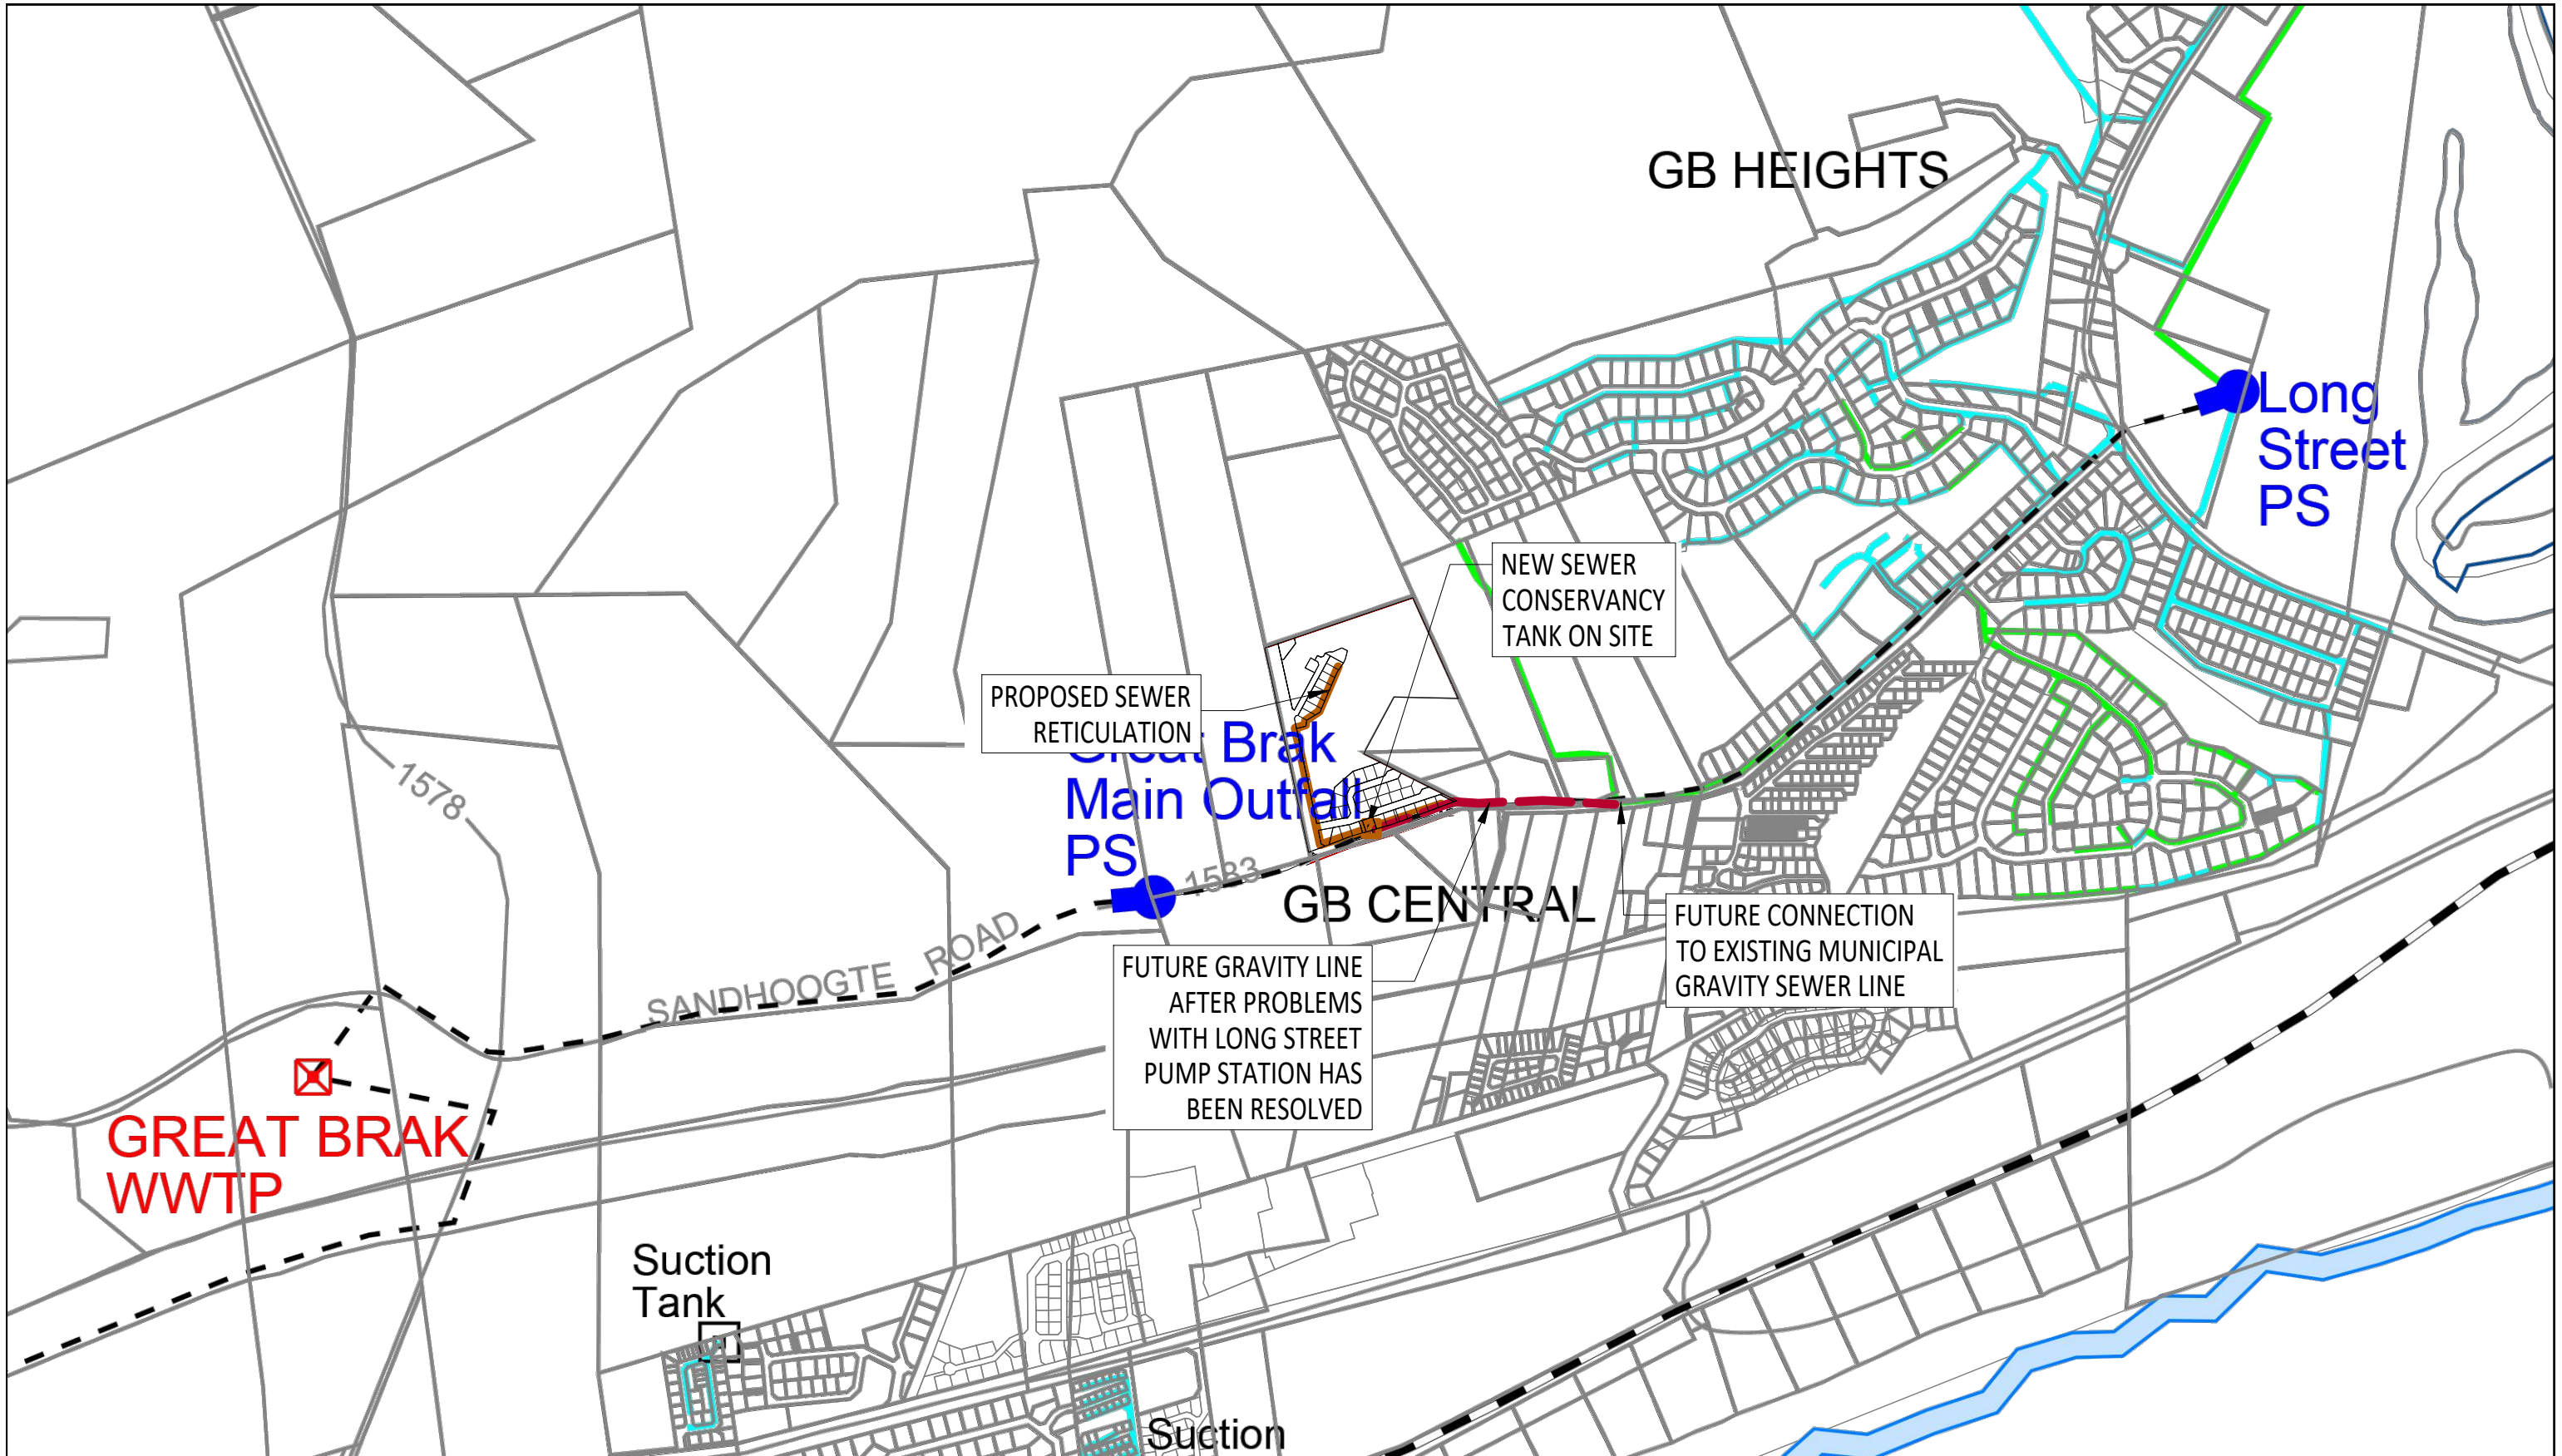 GB HEIGHTS
Long
Street
PS
NEW SEWER
CONSERVANCY
TANK ON SITE
PROPOSED SEWER
RETICULATION
Great Brak
Main Outfall
PS
1578
1583
GB CENTRAL
SANDHOOGTE ROAD
FUTURE GRAVITY LINE
AFTER PROBLEMS
WITH LONG STREET
PUMP STATION HAS
BEEN RESOLVED
FUTURE CONNECTION
TO EXISTING MUNICIPAL
GRAVITY SEWER LINE
GREAT BRAK
WWTP
Suction
Tank
Suction